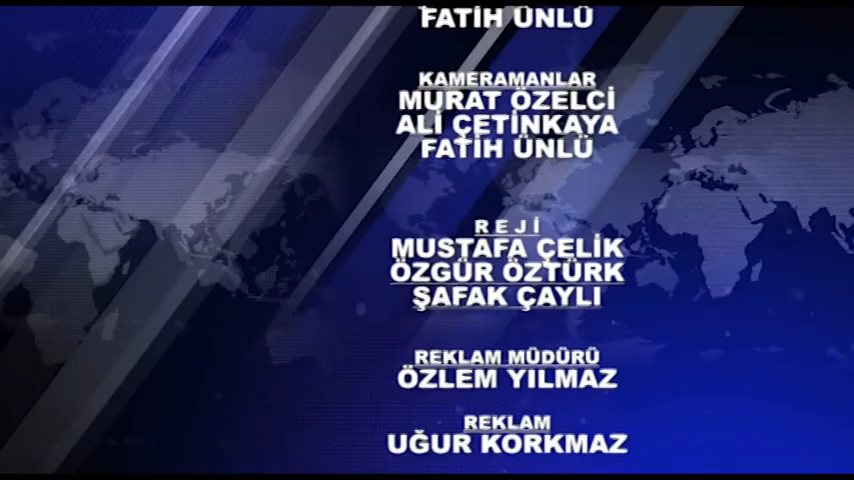 FATİH ÜNLÜ
KAMERAMANLAR
MURAT ÖZELCİ
ALİ ÇETİNKAYA
FATİH ÜNLÜ
REJİ
MUSTAFA ÇELİK
ÖZGÜR ÖZTÜRK
ŞAFAK ÇAYLI
REKLAM MÜDÜRÜ
ÖZLEM YILMAZ
REKLAM
UĞUR KORKMAZ